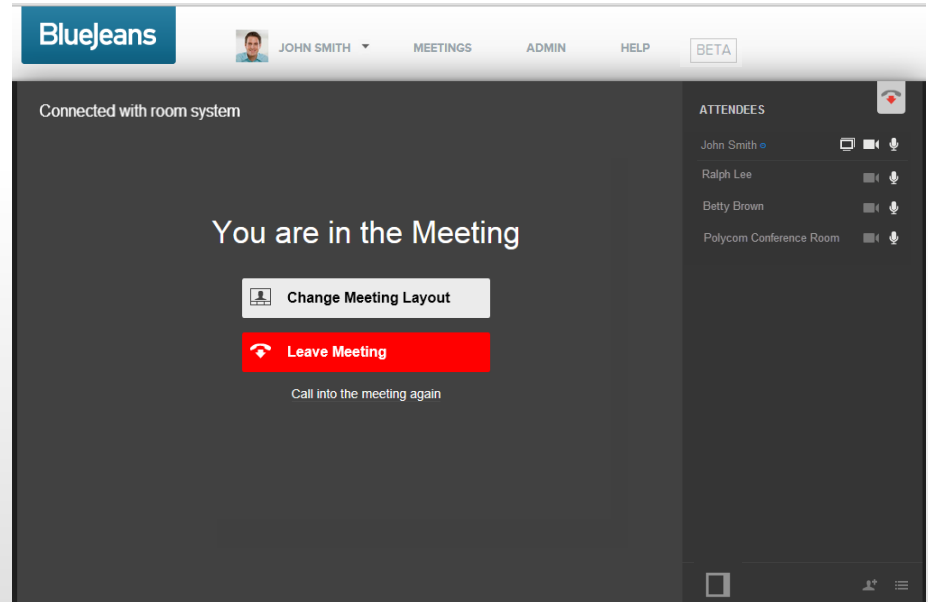 BlueJeans
JOHN SMITH
MEETINGS
ADMIN
HELP
BETA
Connected with room system
You are in the Meeting
Change Meeting Layout
Leave Meeting
Call into the meeting again
ATTENDEES
John Smith
Ralph Lee
Betty Brown
Polycom Conference Room